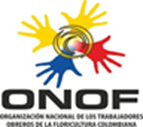 ONOF
ORGANIZACIÓN NACIONAL DE LOS TRABAJADORES
OBREROS DE LA FLORICULTURA COLOMBIANA